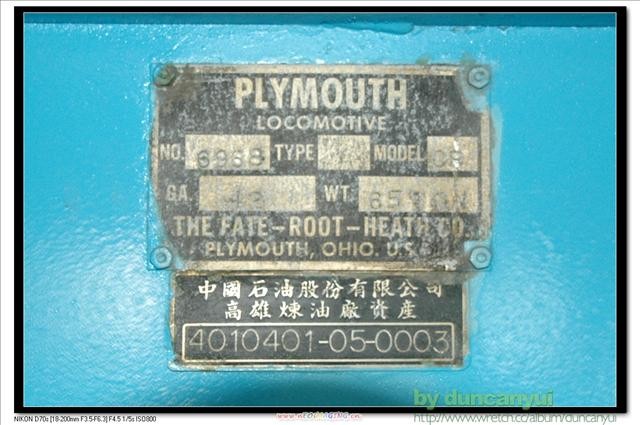 PLYMOUTH
LOCOMOTIVE
NO. TYPE MODEL
GA. WT.
THE FATE-ROOT-HEATH CO.
PLYMOUTH, OHIO. U.S.
中國石油股份有限公司
高雄煉油廠資產
4010401-05-0003
by duncanyui
http://www.wretch.cc/album/duncanyui
NIKON D70s [18-200mm F3.5-F6.3] F4.5 1/5s ISO800